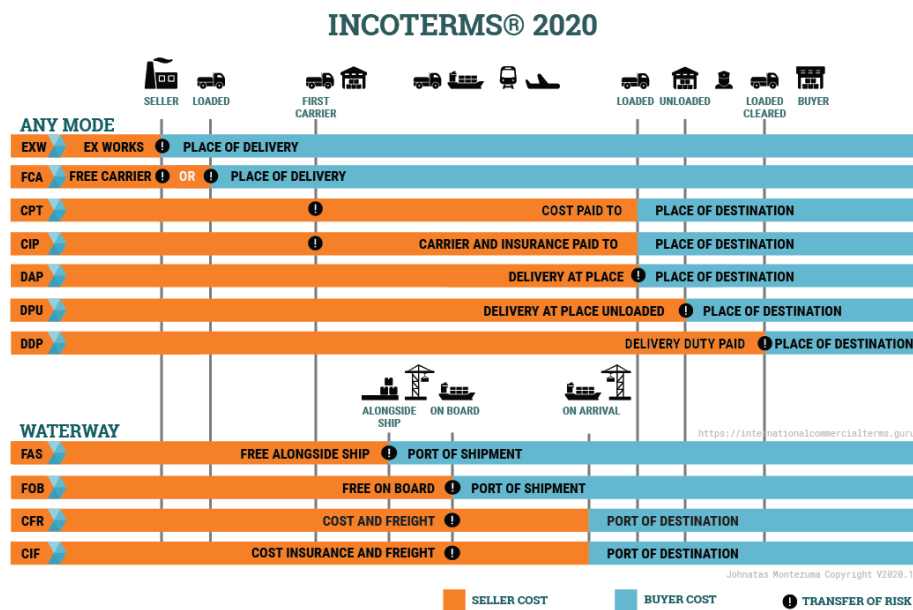 INCOTERMS® 2020
SELLER LOADED FIRST CARRIER LOADED UNLOADED LOADED CLEARED BUYER
ANY MODE
EXW EX WORKS ! PLACE OF DELIVERY
FCA FREE CARRIER ! OR ! PLACE OF DELIVERY
CPT ! COST PAID TO PLACE OF DESTINATION
CIP ! CARRIER AND INSURANCE PAID TO PLACE OF DESTINATION
DAP DELIVERY AT PLACE ! PLACE OF DESTINATION
DPU DELIVERY AT PLACE UNLOADED ! PLACE OF DESTINATION
DDP DELIVERY DUTY PAID ! PLACE OF DESTINATION
ALONGSIDE SHIP ON BOARD ON ARRIVAL
WATERWAY
https://internationalcommercialterms.guru
FAS FREE ALONGSIDE SHIP ! PORT OF SHIPMENT
FOB FREE ON BOARD ! PORT OF SHIPMENT
CFR COST AND FREIGHT ! PORT OF DESTINATION
CIF COST INSURANCE AND FREIGHT ! PORT OF DESTINATION
Johnatas Montezuma Copyright V2020.1
SELLER COST BUYER COST ! TRANSFER OF RISK